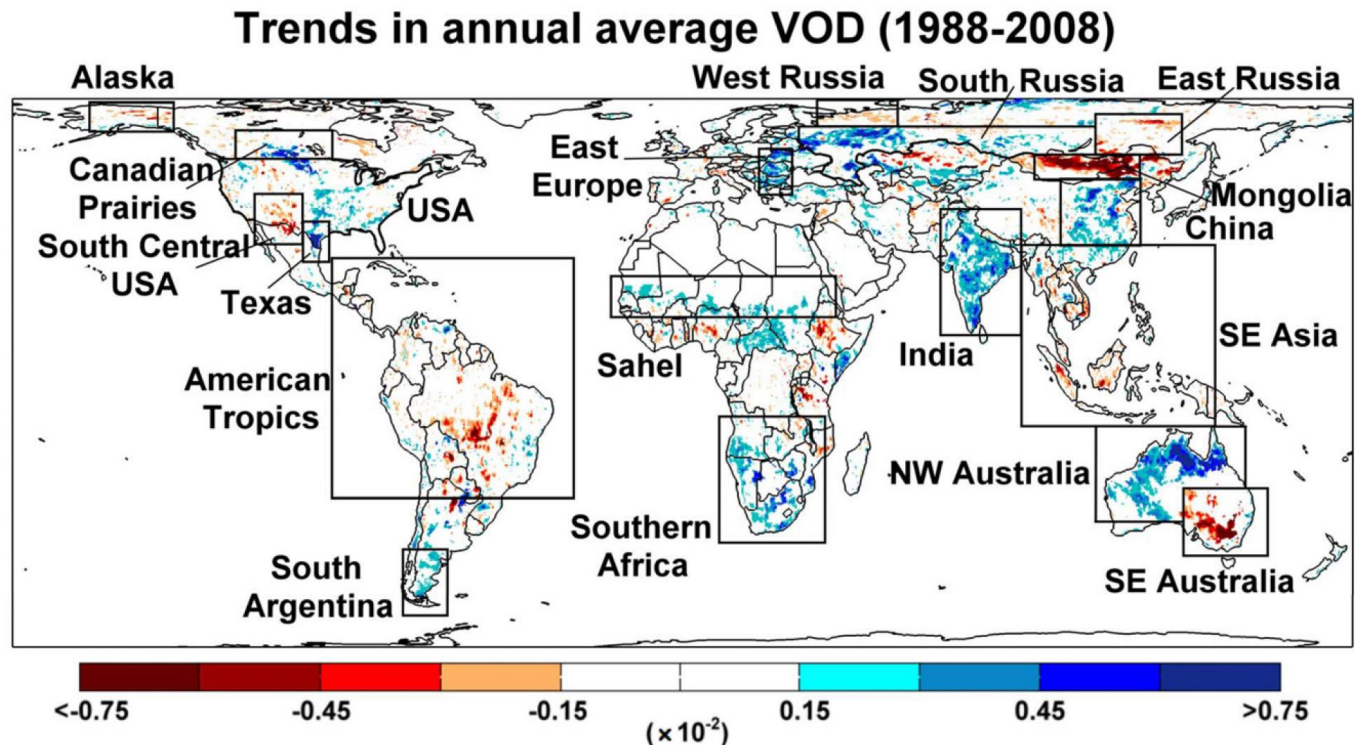 Trends in annual average VOD (1988-2008)
Alaska
West Russia
South Russia
East Russia
Canadian
Prairies
USA
East
Europe
Mongolia
China
South Central
USA
Texas
Sahel
India
SE Asia
American
Tropics
NW Australia
Southern
Africa
SE Australia
South
Argentina
<-0.75
-0.45
-0.15
0.15
0.45
>0.75
(×10-2)